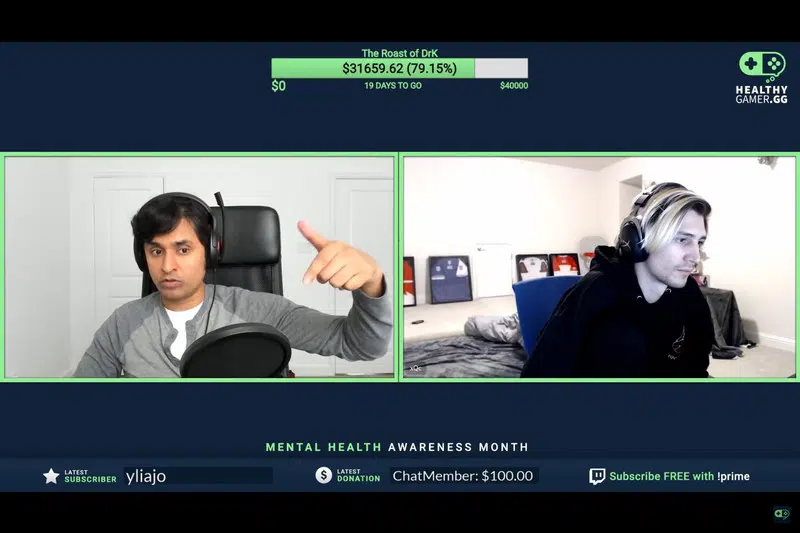 The Roast of DrK
$31659.62 (79.15%)
$0
19 DAYS TO GO
$40000
HEALTHY
GAMER.GG
xQc
MENTAL HEALTH AWARENESS MONTH
LATEST
SUBSCRIBER
yliajo
$
LATEST
DONATION
ChatMember: $100.00
Subscribe FREE with !prime